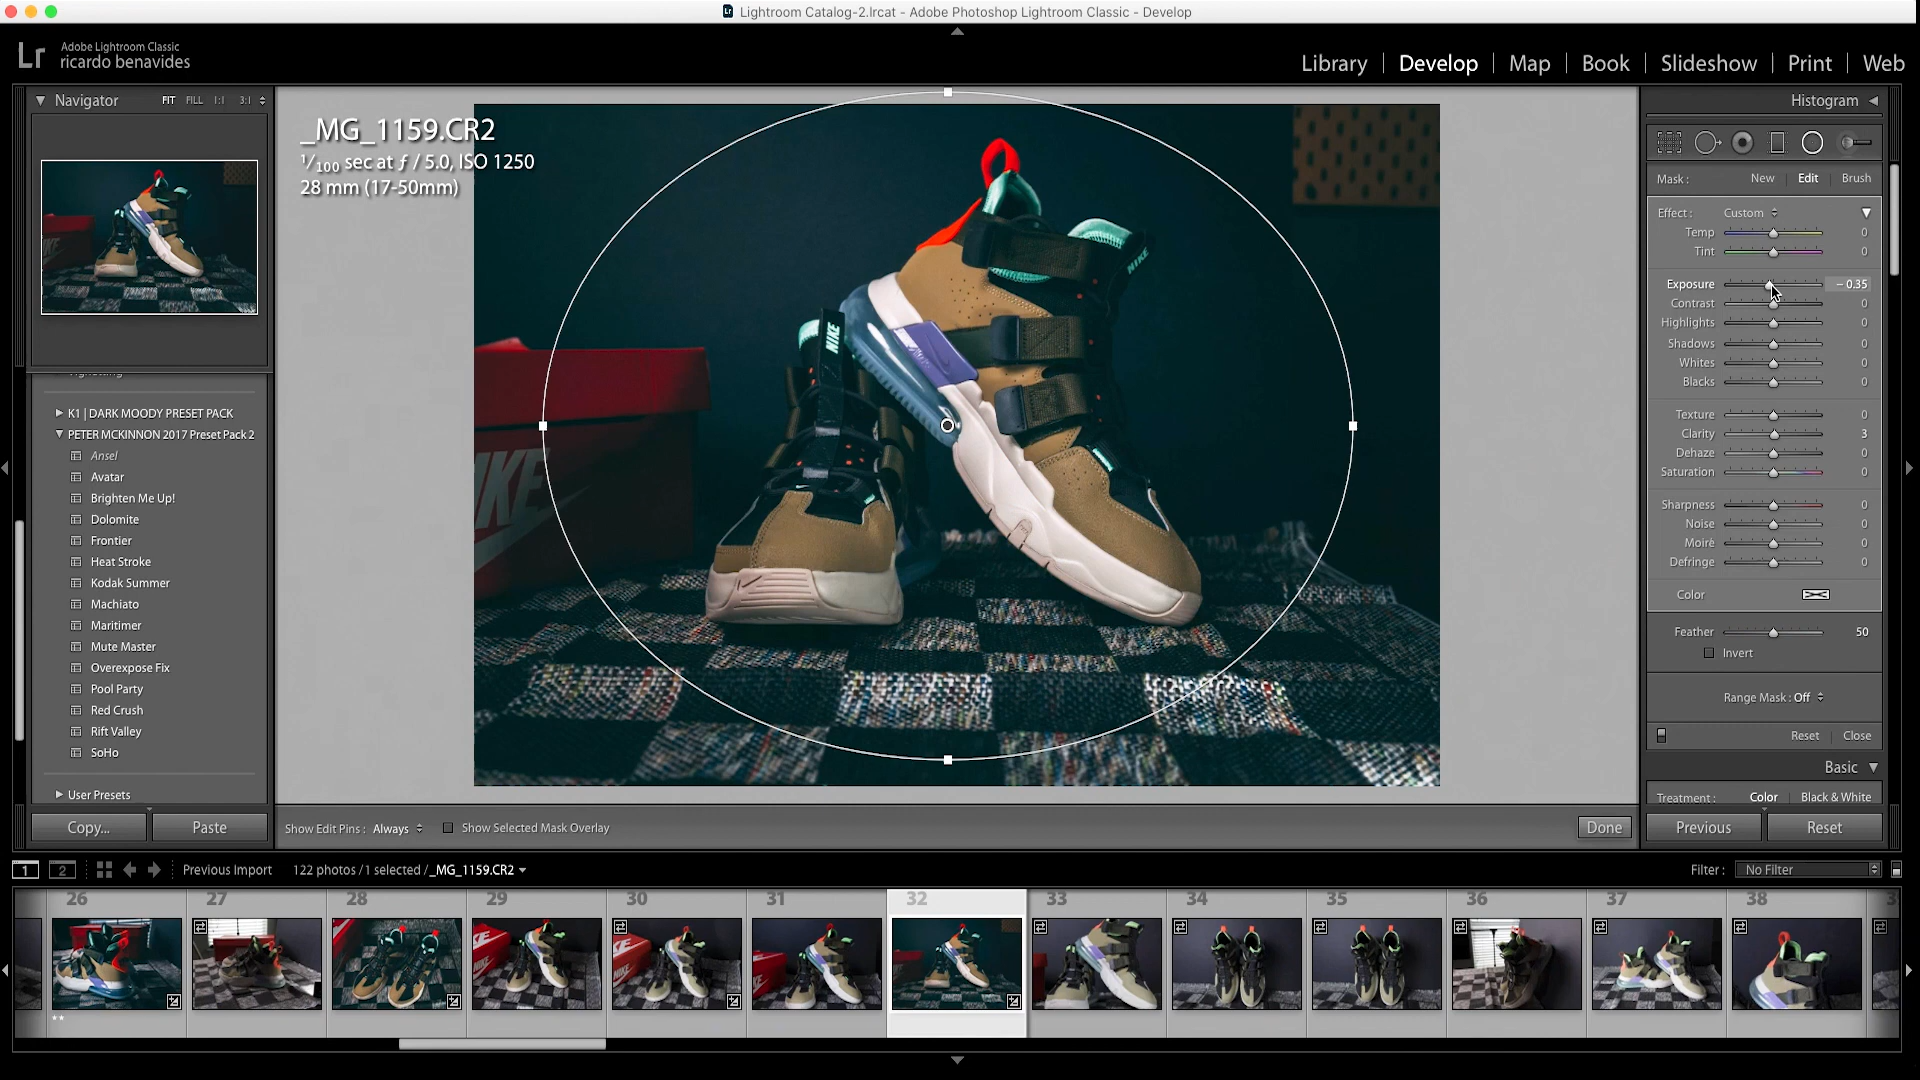 Lightroom Catalog-2.lrcat - Adobe Photoshop Lightroom Classic - Develop
Lr
Adobe Lightroom Classic
ricardo benavides
Library | Develop | Map | Book | Slideshow | Print | Web
Navigator FIT FILL 1:1 3:1
Histogram
_MG_1159.CR2
1/100 sec at ƒ / 5.0, ISO 1250
28 mm (17-50mm)
NIKE
NIKE
NIKE
Mask : New | Edit | Brush
Effect : Custom
Temp 0
Tint 0
Exposure – 0.35
Contrast 0
Highlights 0
Shadows 0
Whites 0
Blacks 0
Texture 0
Clarity 3
Dehaze 0
Saturation 0
Sharpness 0
Noise 0
Moiré 0
Defringe 0
Color
Feather 50
Invert
Range Mask : Off
Reset | Close
Basic
Treatment : Color | Black & White
Previous Reset
K1 | DARK MOODY PRESET PACK
PETER MCKINNON 2017 Preset Pack 2
Ansel
Avatar
Brighten Me Up!
Dolomite
Frontier
Heat Stroke
Kodak Summer
Machiato
Maritimer
Mute Master
Overexpose Fix
Pool Party
Red Crush
Rift Valley
SoHo
User Presets
Copy... Paste
Show Edit Pins : Always Show Selected Mask Overlay Done
1 2 Previous Import 122 photos / 1 selected / _MG_1159.CR2 Filter : No Filter
26 27 28 29 30 31 32 33 34 35 36 37 38